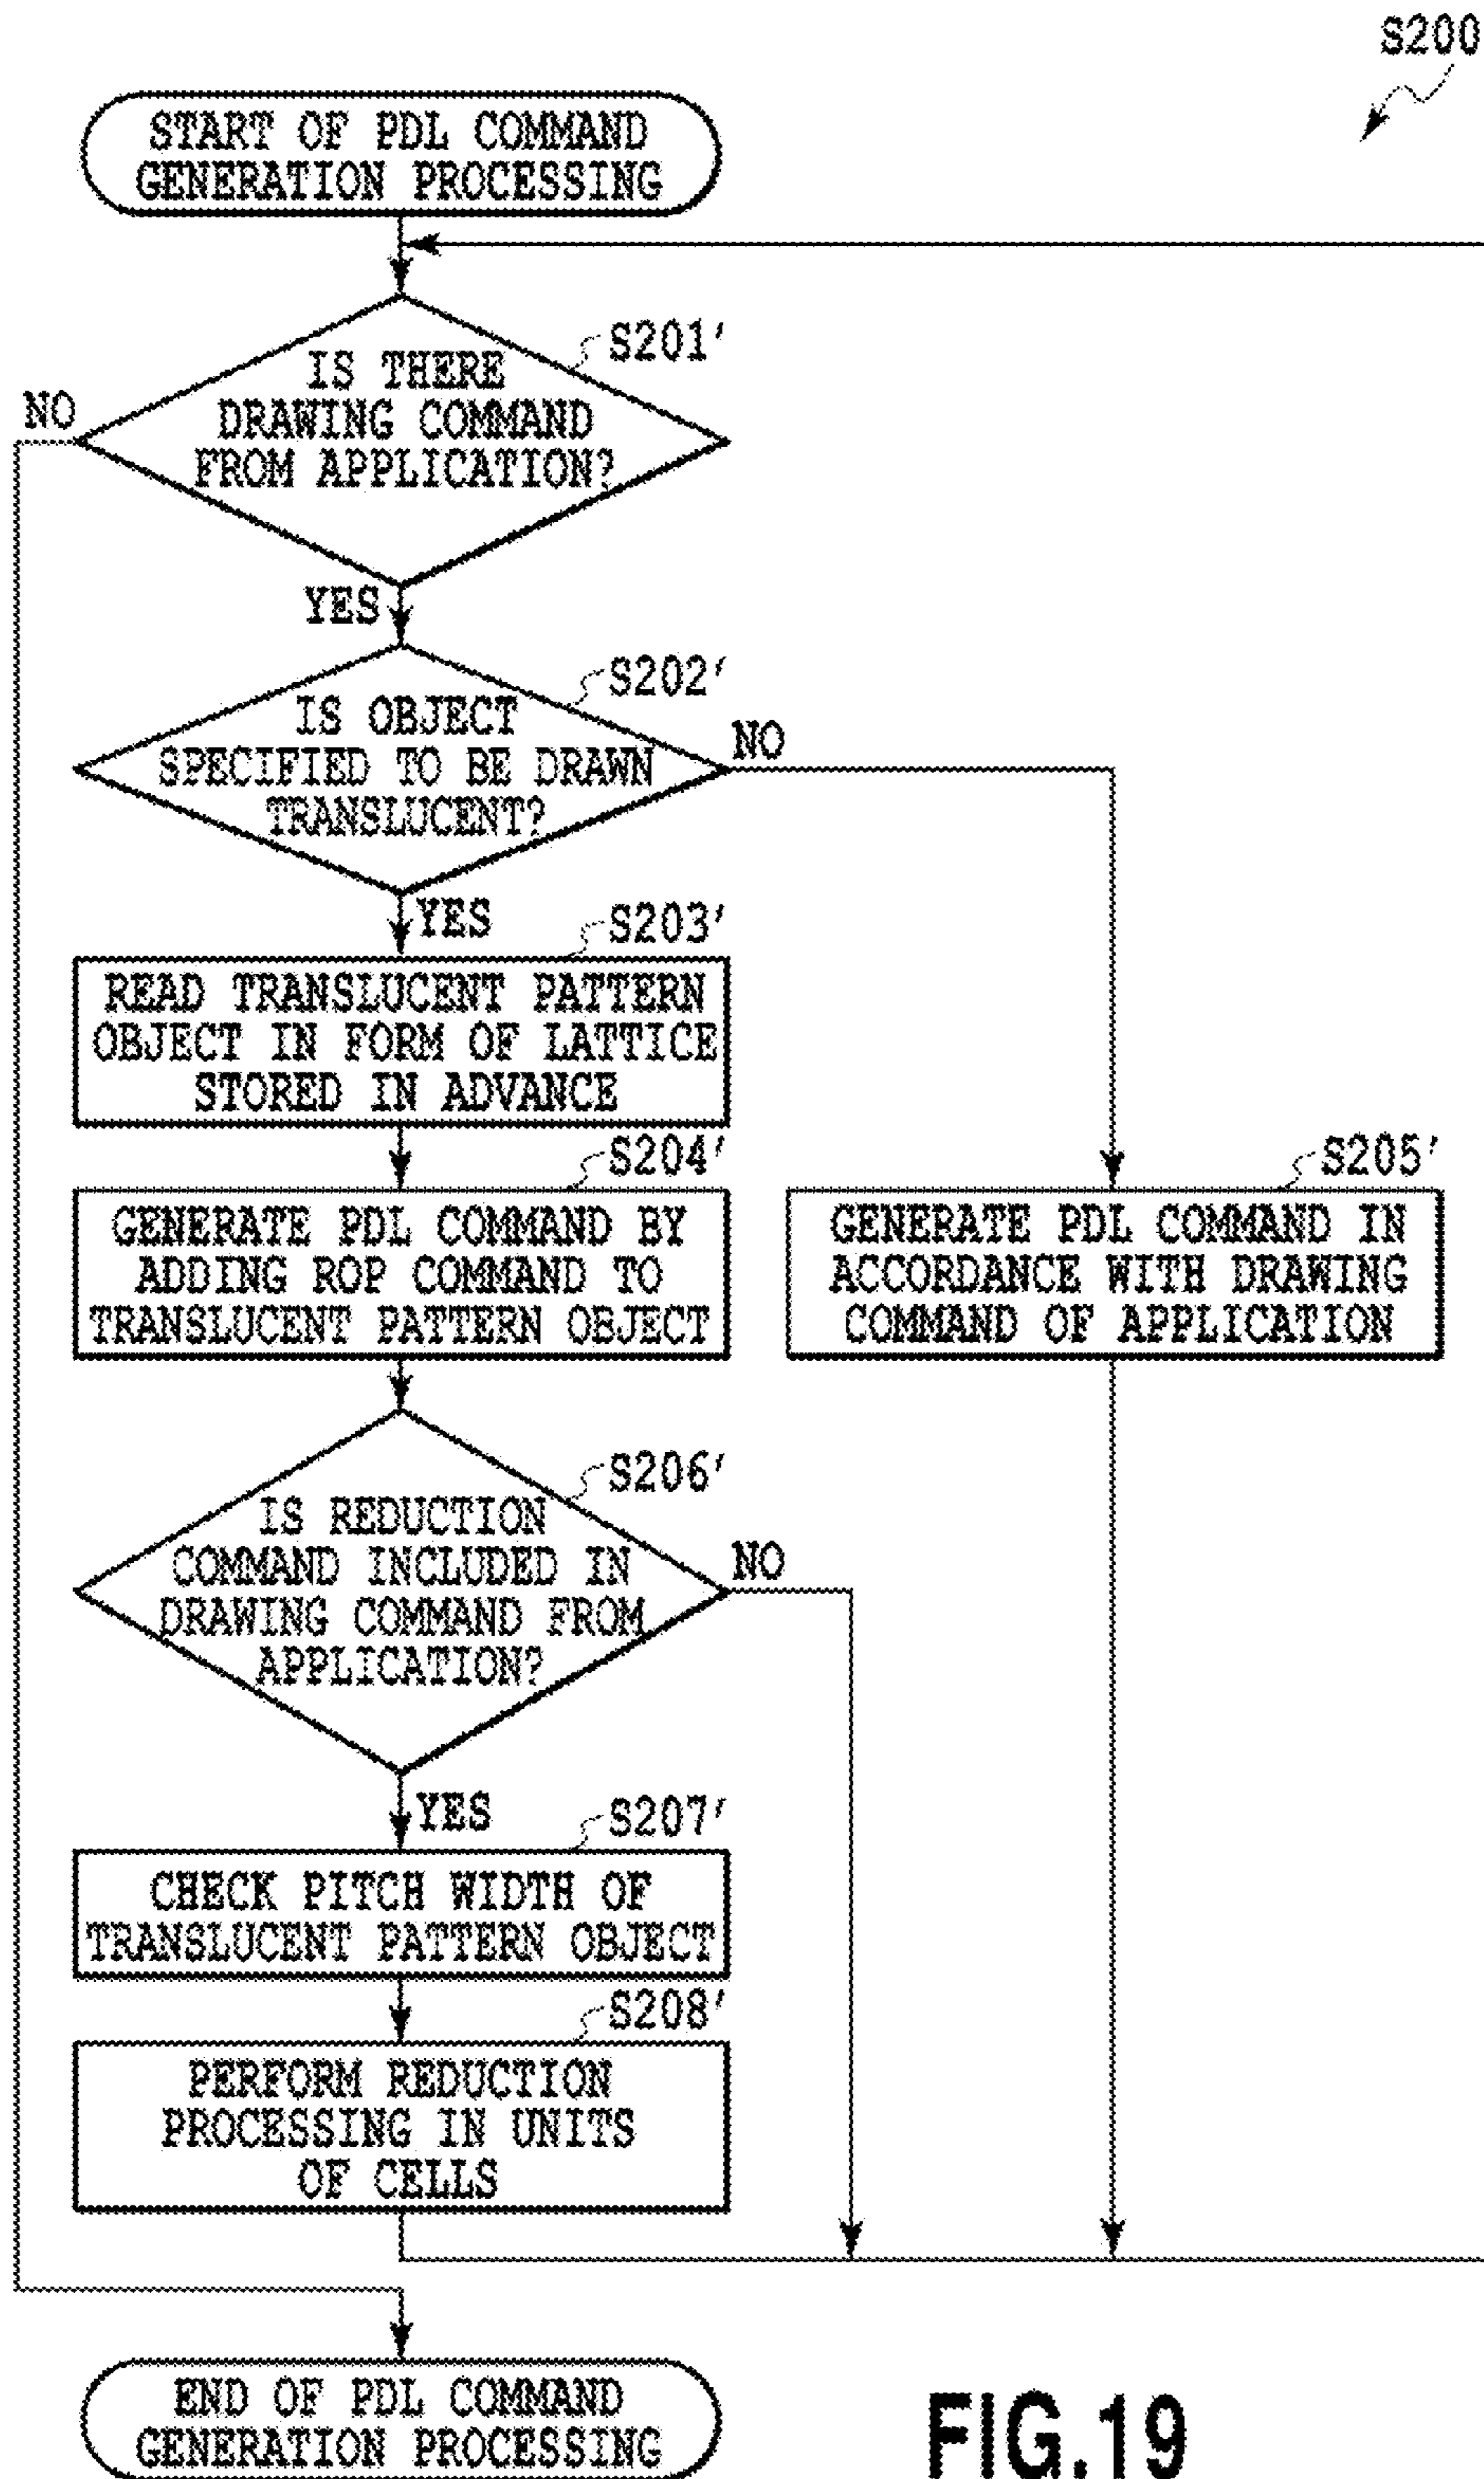 S200
START OF PDL COMMAND
GENERATION PROCESSING
S201'
IS THERE
DRAWING COMMAND
FROM APPLICATION?
NO
YES
S202'
IS OBJECT
SPECIFIED TO BE DRAWN
TRANSLUCENT?
NO
YES
S203'
READ TRANSLUCENT PATTERN
OBJECT IN FORM OF LATTICE
STORED IN ADVANCE
S204'
GENERATE PDL COMMAND BY
ADDING ROP COMMAND TO
TRANSLUCENT PATTERN OBJECT
S205'
GENERATE PDL COMMAND IN
ACCORDANCE WITH DRAWING
COMMAND OF APPLICATION
S206'
IS REDUCTION
COMMAND INCLUDED IN
DRAWING COMMAND FROM
APPLICATION?
NO
YES
S207'
CHECK PITCH WIDTH OF
TRANSLUCENT PATTERN OBJECT
S208'
PERFORM REDUCTION
PROCESSING IN UNITS
OF CELLS
END OF PDL COMMAND
GENERATION PROCESSING
FIG.19